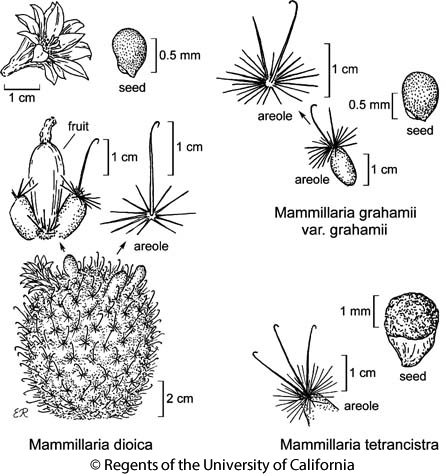 1 cm
0.5 mm
seed
fruit
1 cm
1 cm
areole
2 cm
ER
Mammillaria dioica
1 cm
areole
0.5 mm
seed
areole
1 cm
Mammillaria grahamii
var. grahamii
1 mm
seed
1 cm
areole
Mammillaria tetrancistra
© Regents of the University of California